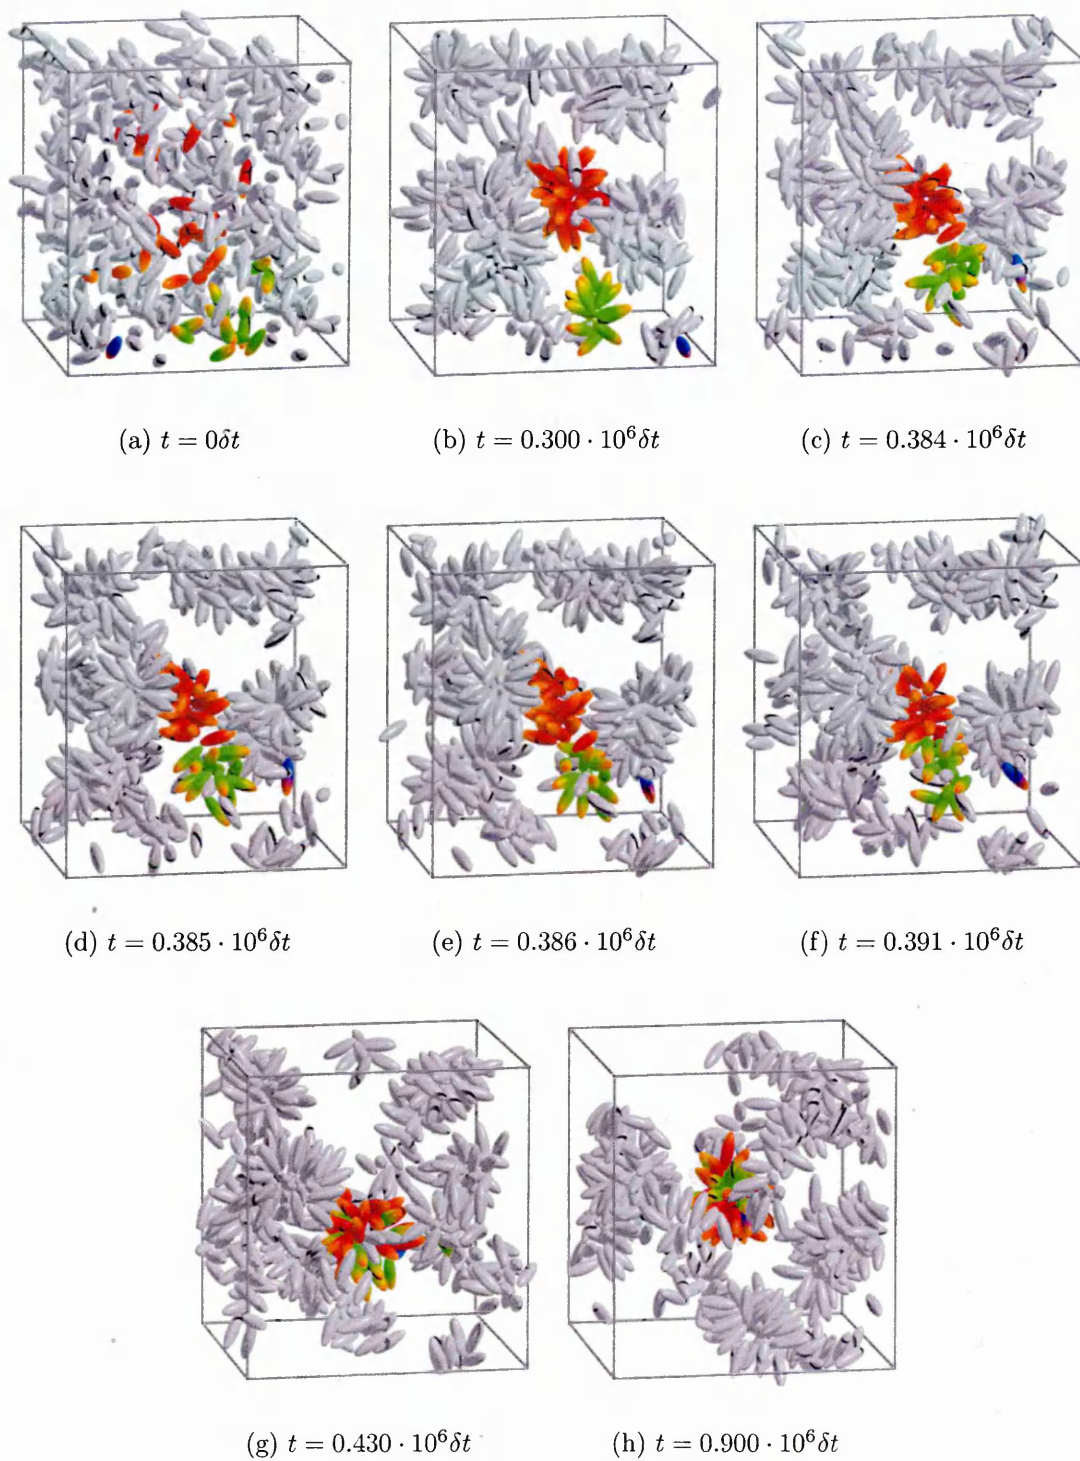 (a) t = 0δt
(b) t = 0.300 · 10⁶δt
(c) t = 0.384 · 10⁶δt
(d) t = 0.385 · 10⁶δt
(e) t = 0.386 · 10⁶δt
(f) t = 0.391 · 10⁶δt
(g) t = 0.430 · 10⁶δt
(h) t = 0.900 · 10⁶δt